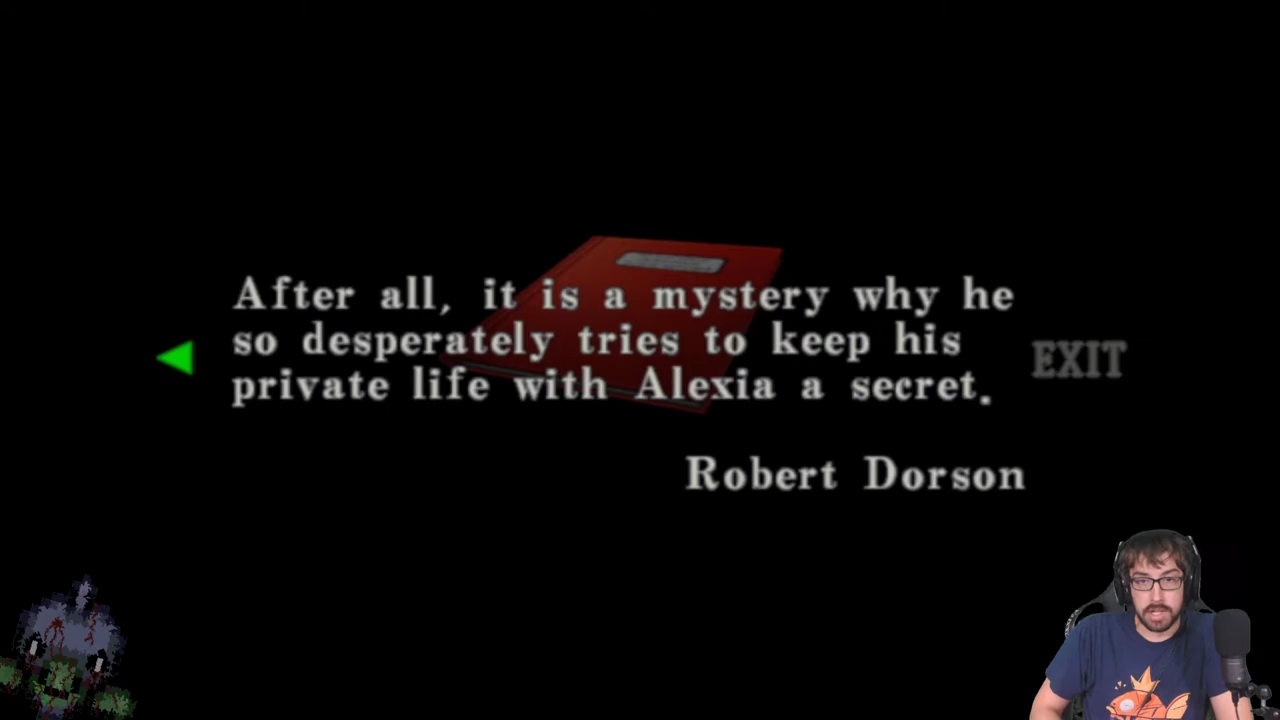 After all, it is a mystery why he
so desperately tries to keep his
private life with Alexia a secret.
EXIT
Robert Dorson